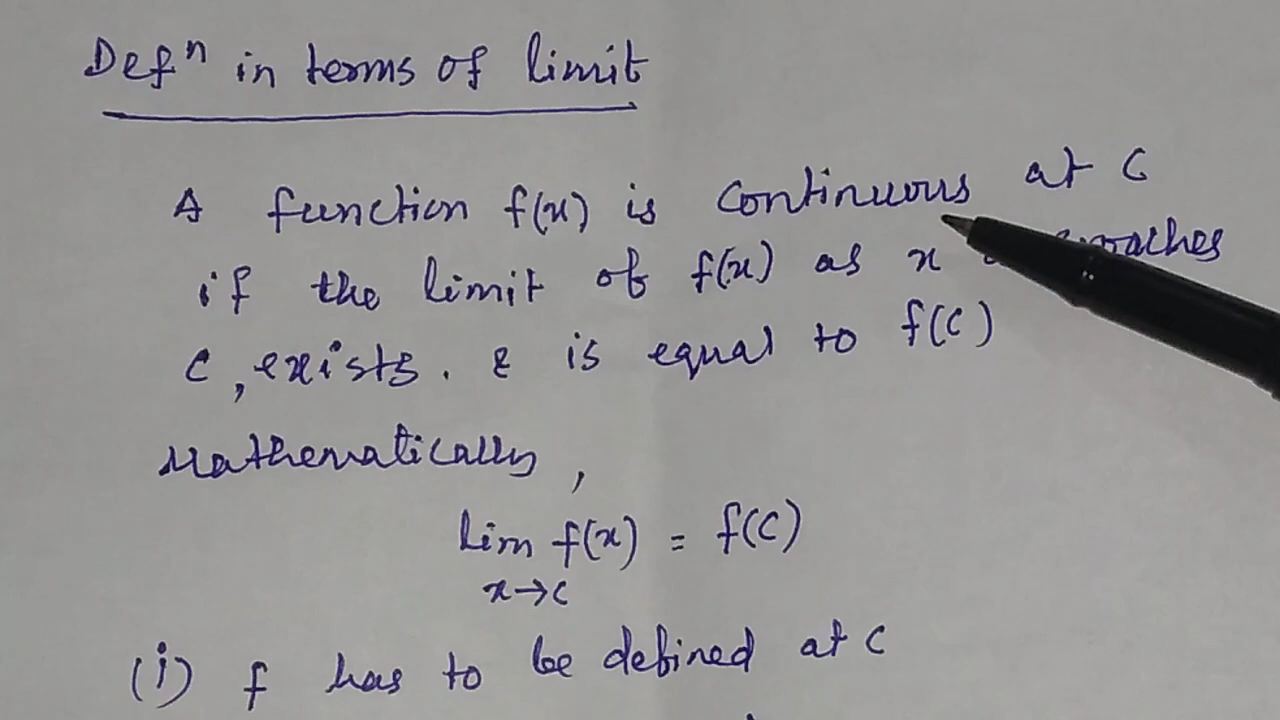 Defⁿ in terms of limit
A function f(x) is continuous at C
if the limit of f(x) as x approaches
C, exists. & is equal to f(C)
Mathematically,
lim f(x) = f(C)
x→C
(i) f has to be defined at C